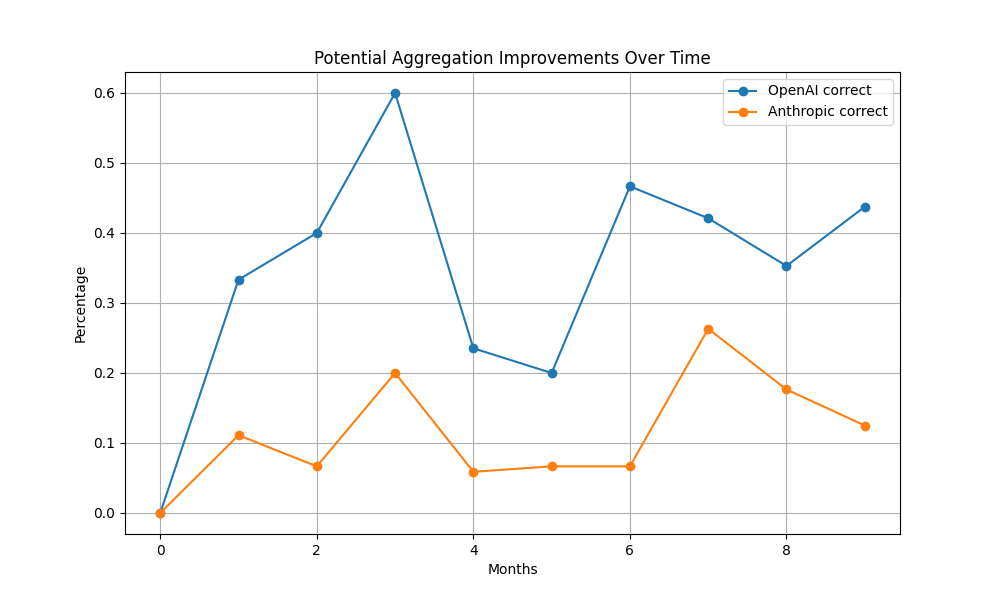 Potential Aggregation Improvements Over Time
OpenAI correct
Anthropic correct
Percentage
0.6
0.5
0.4
0.3
0.2
0.1
0.0
0 2 4 6 8
Months